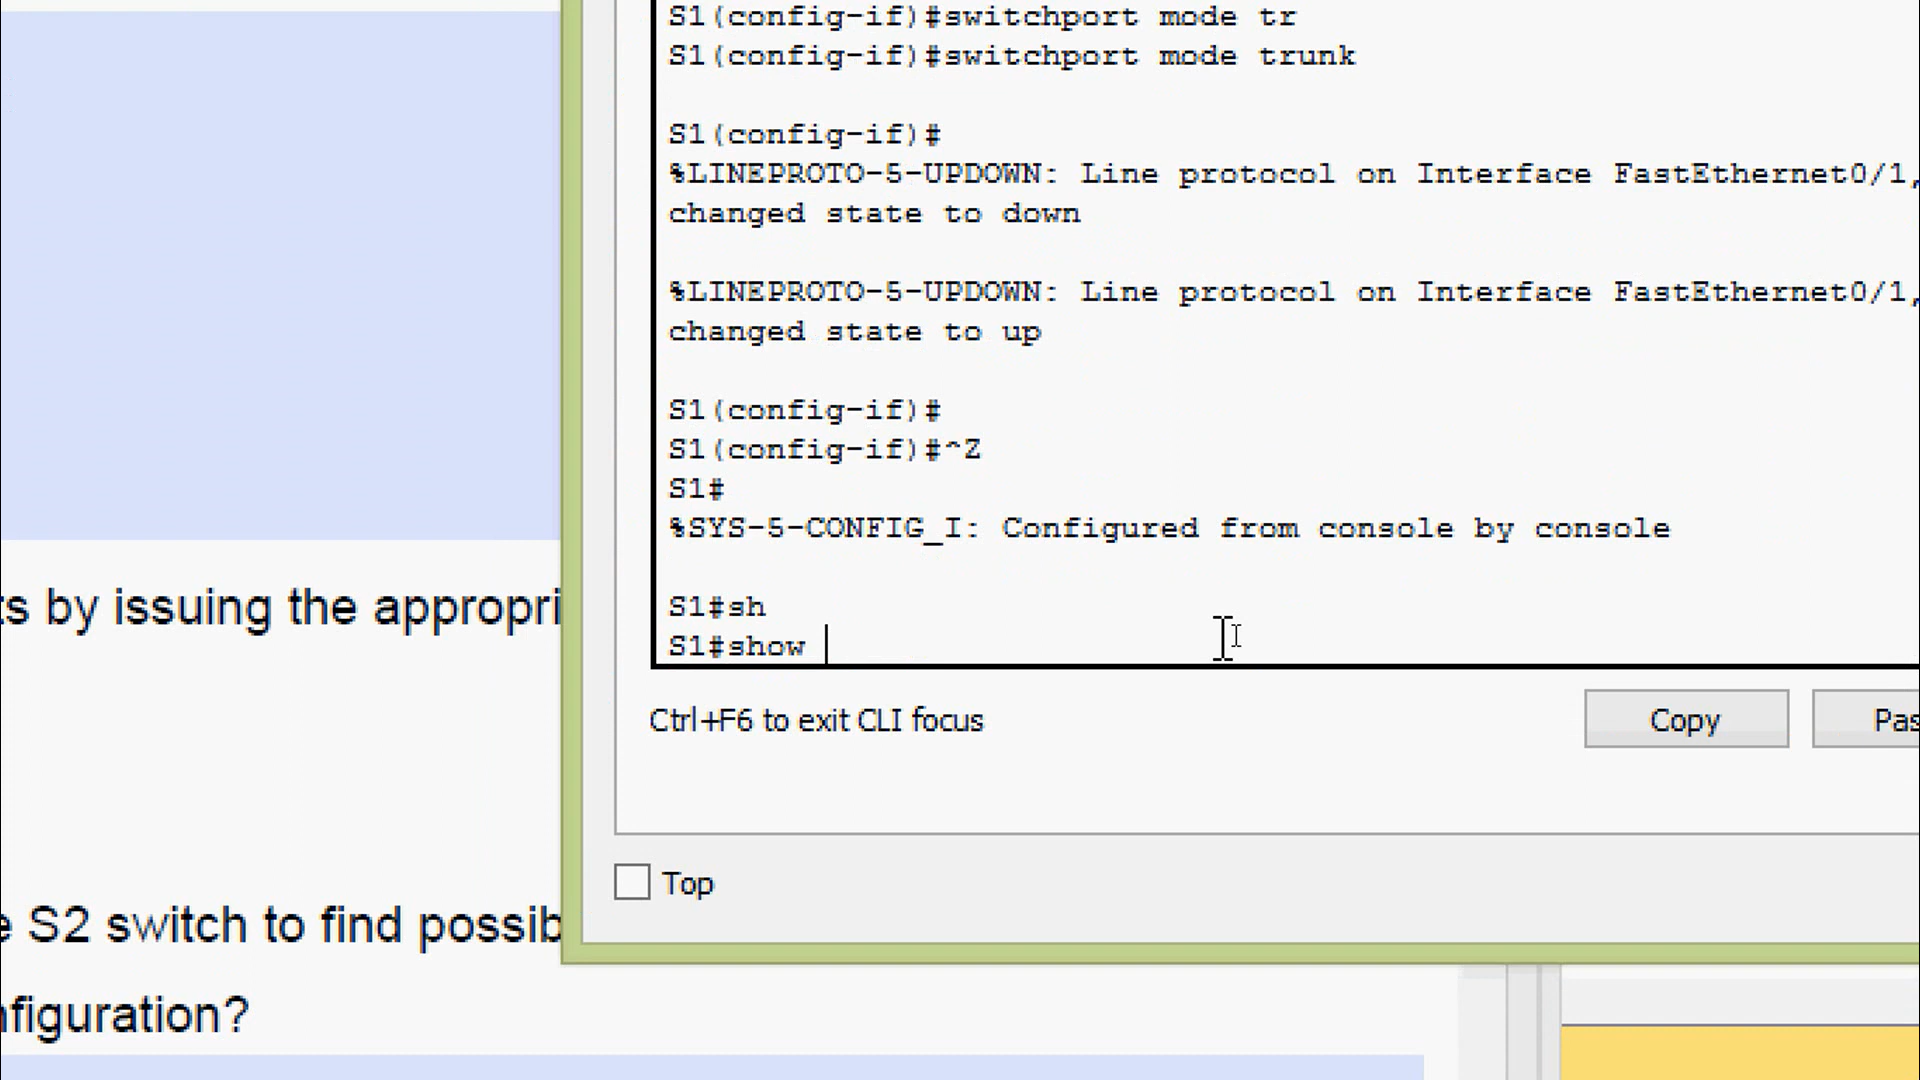 S1(config-if)#switchport mode tr
S1(config-if)#switchport mode trunk
S1(config-if)#
%LINEPROTO-5-UPDOWN: Line protocol on Interface FastEthernet0/1,
changed state to down
%LINEPROTO-5-UPDOWN: Line protocol on Interface FastEthernet0/1,
changed state to up
S1(config-if)#
S1(config-if)#^Z
S1#
%SYS-5-CONFIG_I: Configured from console by console
S1#sh
S1#show
Ctrl+F6 to exit CLI focus
Copy
Pas
Top
ts by issuing the appropri
e S2 switch to find possib
nfiguration?